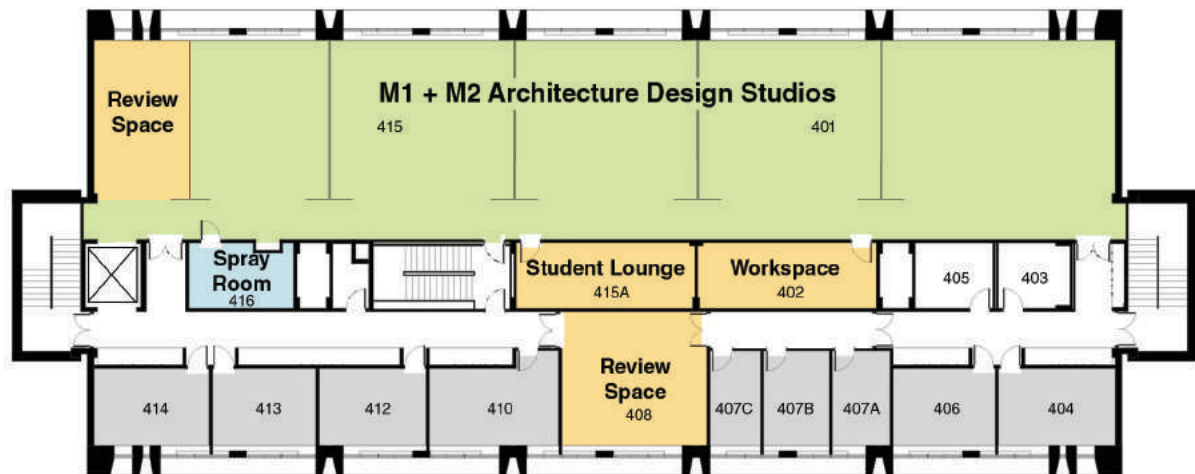 Review
Space
M1 + M2 Architecture Design Studios
415
401
Spray
Room
416
Student Lounge
415A
Workspace
402
405
403
Review
Space
408
414
413
412
410
407C
407B
407A
406
404